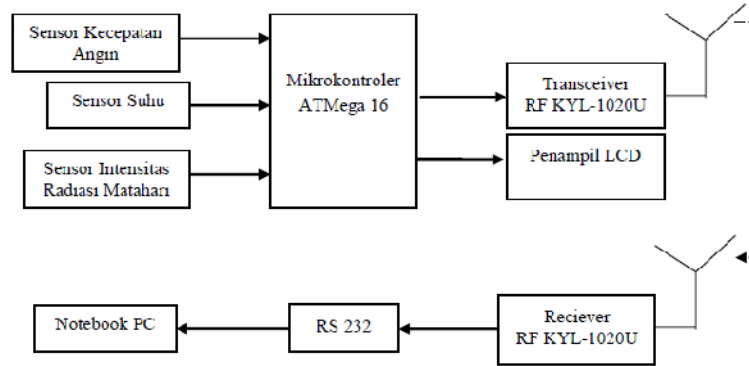 Sensor Kecepatan
Angin
Sensor Suhu
Sensor Intensitas
Radiasi Matahari
Mikrokontroler
ATMega 16
Transceiver
RF KYL-1020U
Penampil LCD
Notebook PC
RS 232
Reciever
RF KYL-1020U